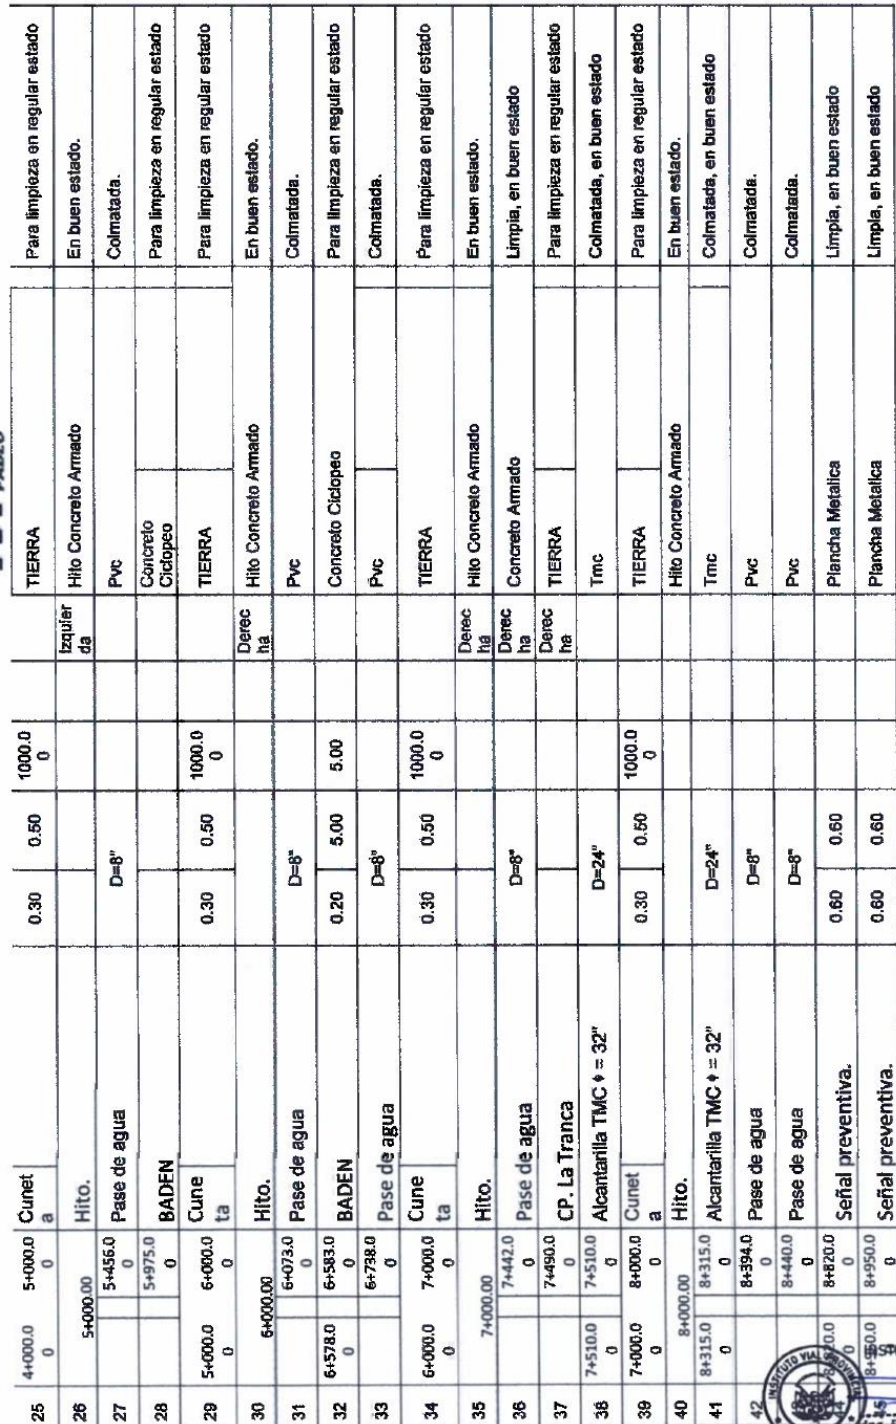 25 4+000.00 5+000.00 Cuneta 0.30 0.50 1000.00 TIERRA Para limpieza en regular estado
26 5+000.00 Hito. Izquierda Hito Concreto Armado En buen estado.
27 5+456.00 Pase de agua D=8" Pvc Colmatada.
28 5+975.00 BADEN Concreto Ciclopeo Para limpieza en regular estado
29 5+000.00 6+000.00 Cuneta 0.30 0.50 1000.00 TIERRA Para limpieza en regular estado
30 6+000.00 Hito. Derecha Hito Concreto Armado En buen estado.
31 6+073.00 Pase de agua D=8" Pvc Colmatada.
32 6+578.00 6+583.00 BADEN 0.20 5.00 5.00 Concreto Ciclopeo Para limpieza en regular estado
33 6+738.00 Pase de agua D=8" Pvc Colmatada.
34 6+000.00 7+000.00 Cuneta 0.30 0.50 1000.00 TIERRA Para limpieza en regular estado
35 7+000.00 Hito. Derecha Hito Concreto Armado En buen estado.
36 7+442.00 Pase de agua D=8" Derecha Concreto Armado Limpia, en buen estado
37 7+490.00 CP. La Tranca Derecha TIERRA Para limpieza en regular estado
38 7+510.00 7+510.00 Alcantarilla TMC ϕ = 32" D=24" Tmc Colmatada, en buen estado
39 7+000.00 8+000.00 Cuneta 0.30 0.50 1000.00 TIERRA Para limpieza en regular estado
40 8+000.00 Hito. Hito Concreto Armado En buen estado.
41 8+315.00 8+315.00 Alcantarilla TMC ϕ = 32" D=24" Tmc Colmatada, en buen estado
42 8+394.00 Pase de agua D=8" Pvc Colmatada.
8+440.00 Pase de agua D=8" Pvc Colmatada.
8+820.00 Señal preventiva. 0.60 0.60 Plancha Metalica Limpia, en buen estado
8+950.00 Señal preventiva. 0.60 0.60 Plancha Metalica Limpia, en buen estado
INSTITUTO VIAL